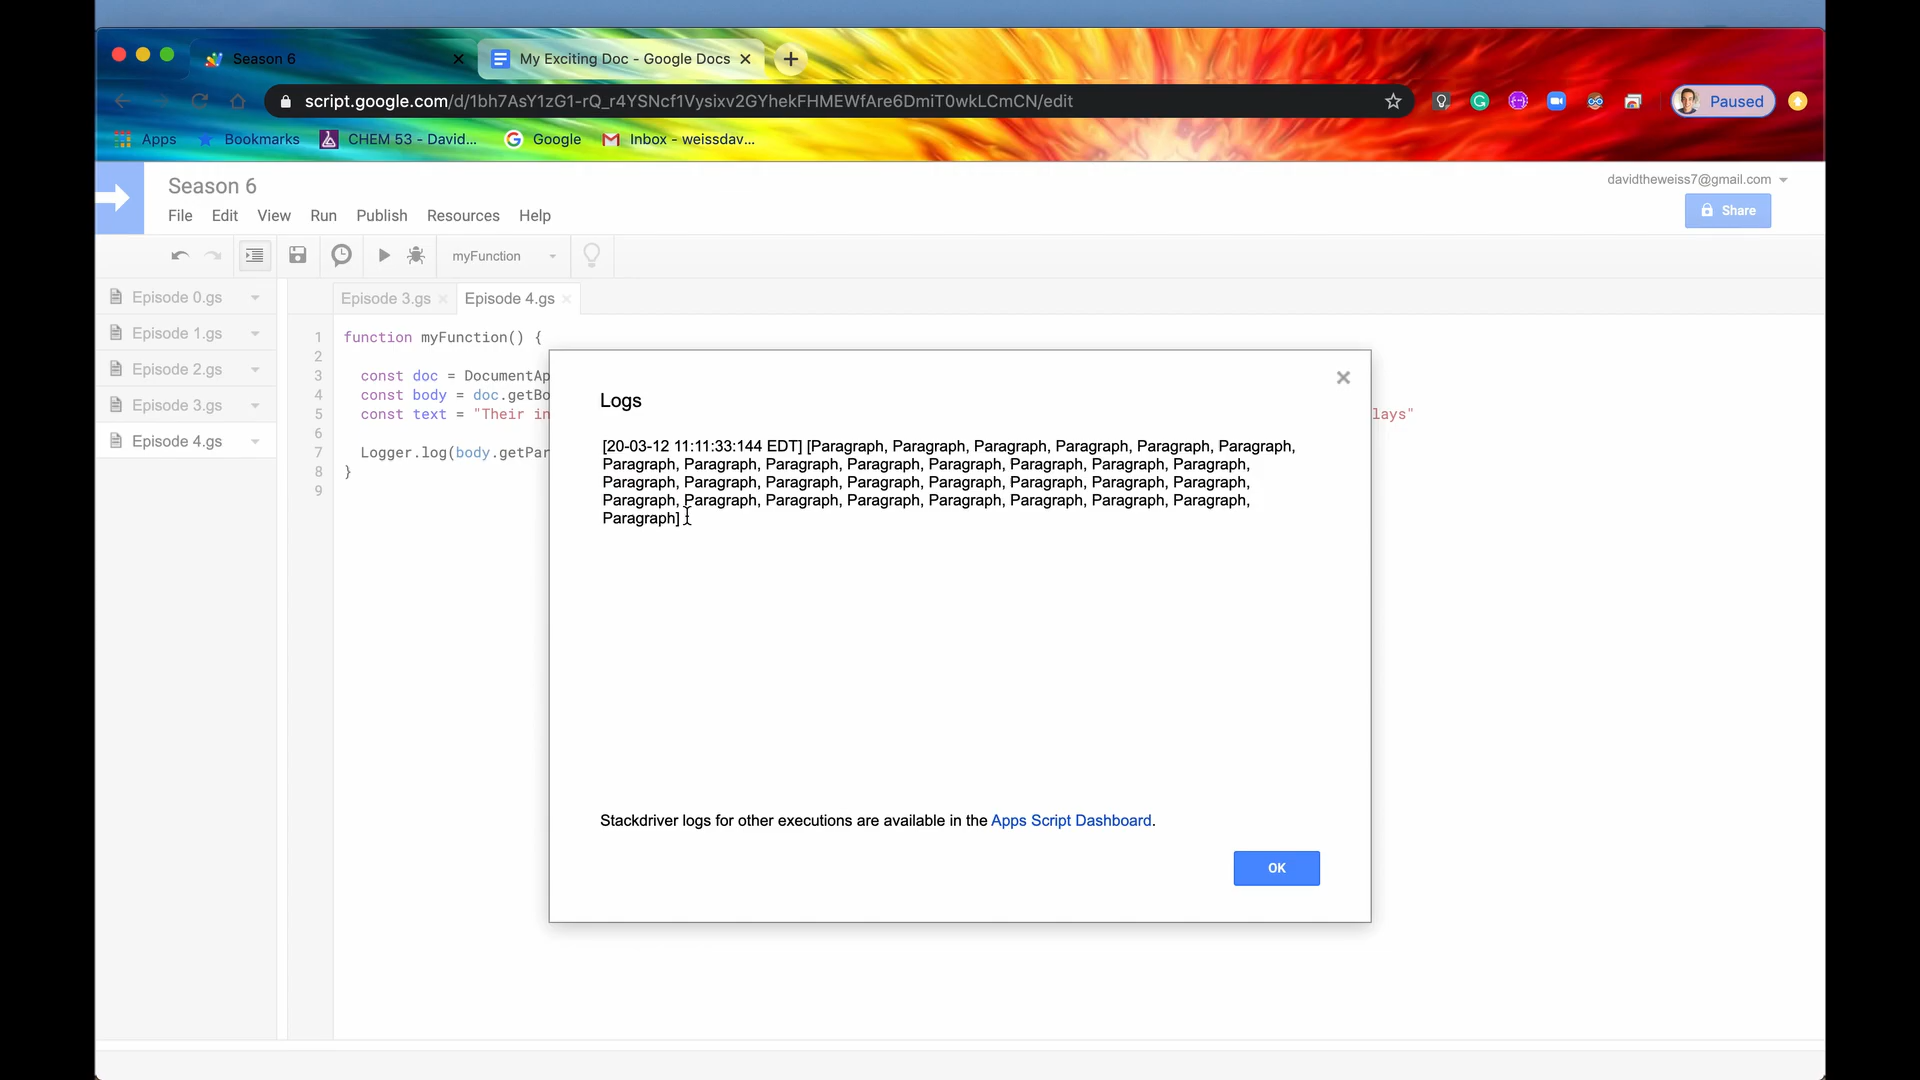 Season 6
My Exciting Doc - Google Docs
script.google.com/d/1bh7AsY1zG1-rQ_r4YSNcf1Vysixv2GYhekFHMEWfAre6DmiT0wkLCmCN/edit
Paused
Apps
Bookmarks
CHEM 53 - David...
Google
Inbox - weissdav...
Season 6
davidtheweiss7@gmail.com
File Edit View Run Publish Resources Help
Share
myFunction
Episode 0.gs
Episode 1.gs
Episode 2.gs
Episode 3.gs
Episode 4.gs
Episode 3.gs
Episode 4.gs
1 function myFunction() {
2
3 const doc = DocumentAp
4 const body = doc.getBo
5 const text = "Their in lays"
6
7 Logger.log(body.getPar
8 }
9
Logs
[20-03-12 11:11:33:144 EDT] [Paragraph, Paragraph, Paragraph, Paragraph, Paragraph, Paragraph,
Paragraph, Paragraph, Paragraph, Paragraph, Paragraph, Paragraph, Paragraph, Paragraph,
Paragraph, Paragraph, Paragraph, Paragraph, Paragraph, Paragraph, Paragraph, Paragraph,
Paragraph, Paragraph, Paragraph, Paragraph, Paragraph, Paragraph, Paragraph, Paragraph,
Paragraph]
Stackdriver logs for other executions are available in the Apps Script Dashboard.
OK